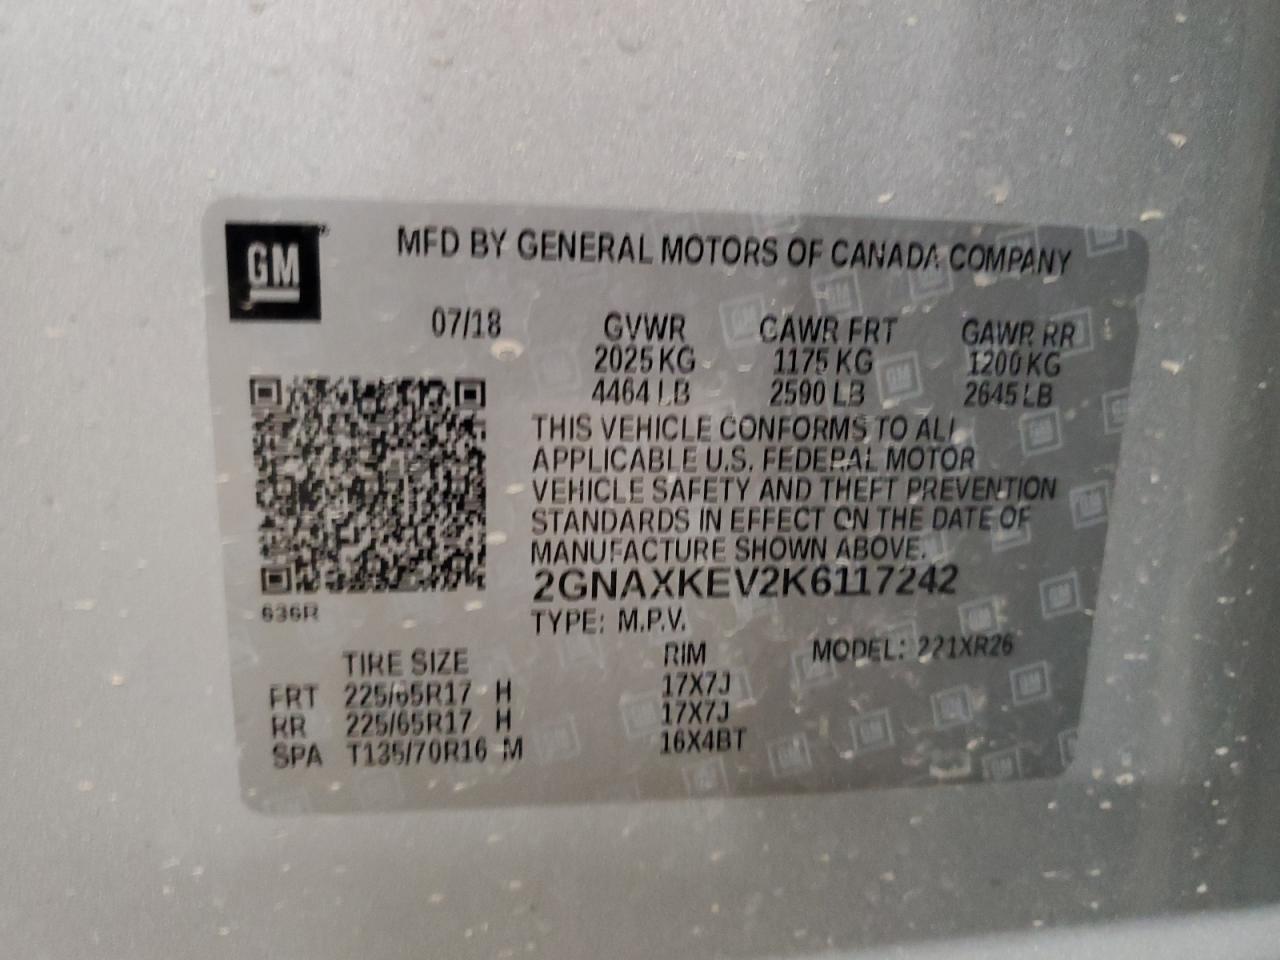 GM
MFD BY GENERAL MOTORS OF CANADA COMPANY
07/18 GVWR GAWR FRT GAWR RR
2025 KG 1175 KG 1200 KG
4464 LB 2590 LB 2645 LB
THIS VEHICLE CONFORMS TO ALL
APPLICABLE U.S. FEDERAL MOTOR
VEHICLE SAFETY AND THEFT PREVENTION
STANDARDS IN EFFECT ON THE DATE OF
MANUFACTURE SHOWN ABOVE.
2GNAXKEV2K6117242
636R
TYPE: M.P.V.
TIRE SIZE RIM MODEL: 221XR26
FRT 225/65R17 H 17X7J
RR 225/65R17 H 17X7J
SPA T135/70R16 M 16X4BT